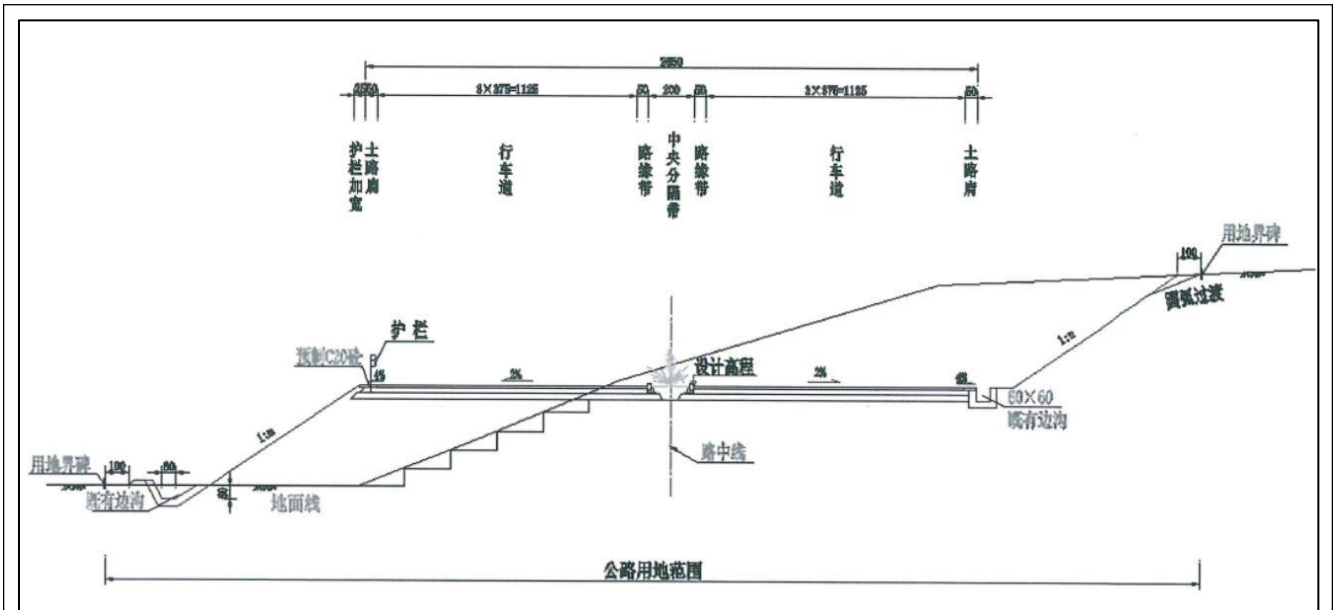 2650
25 50
3×375=1125
50
200
50
3×375=1125
50
护栏加宽
土路肩
行车道
路缘带
中央分隔带
路缘带
行车道
土路肩
用地界碑
100
圆弧过渡
1:m
护栏
预制C20砼
4%
2%
设计高程
2%
4%
60×60
既有边沟
1:m
路中线
用地界碑
100
60
既有边沟
地面线
公路用地范围